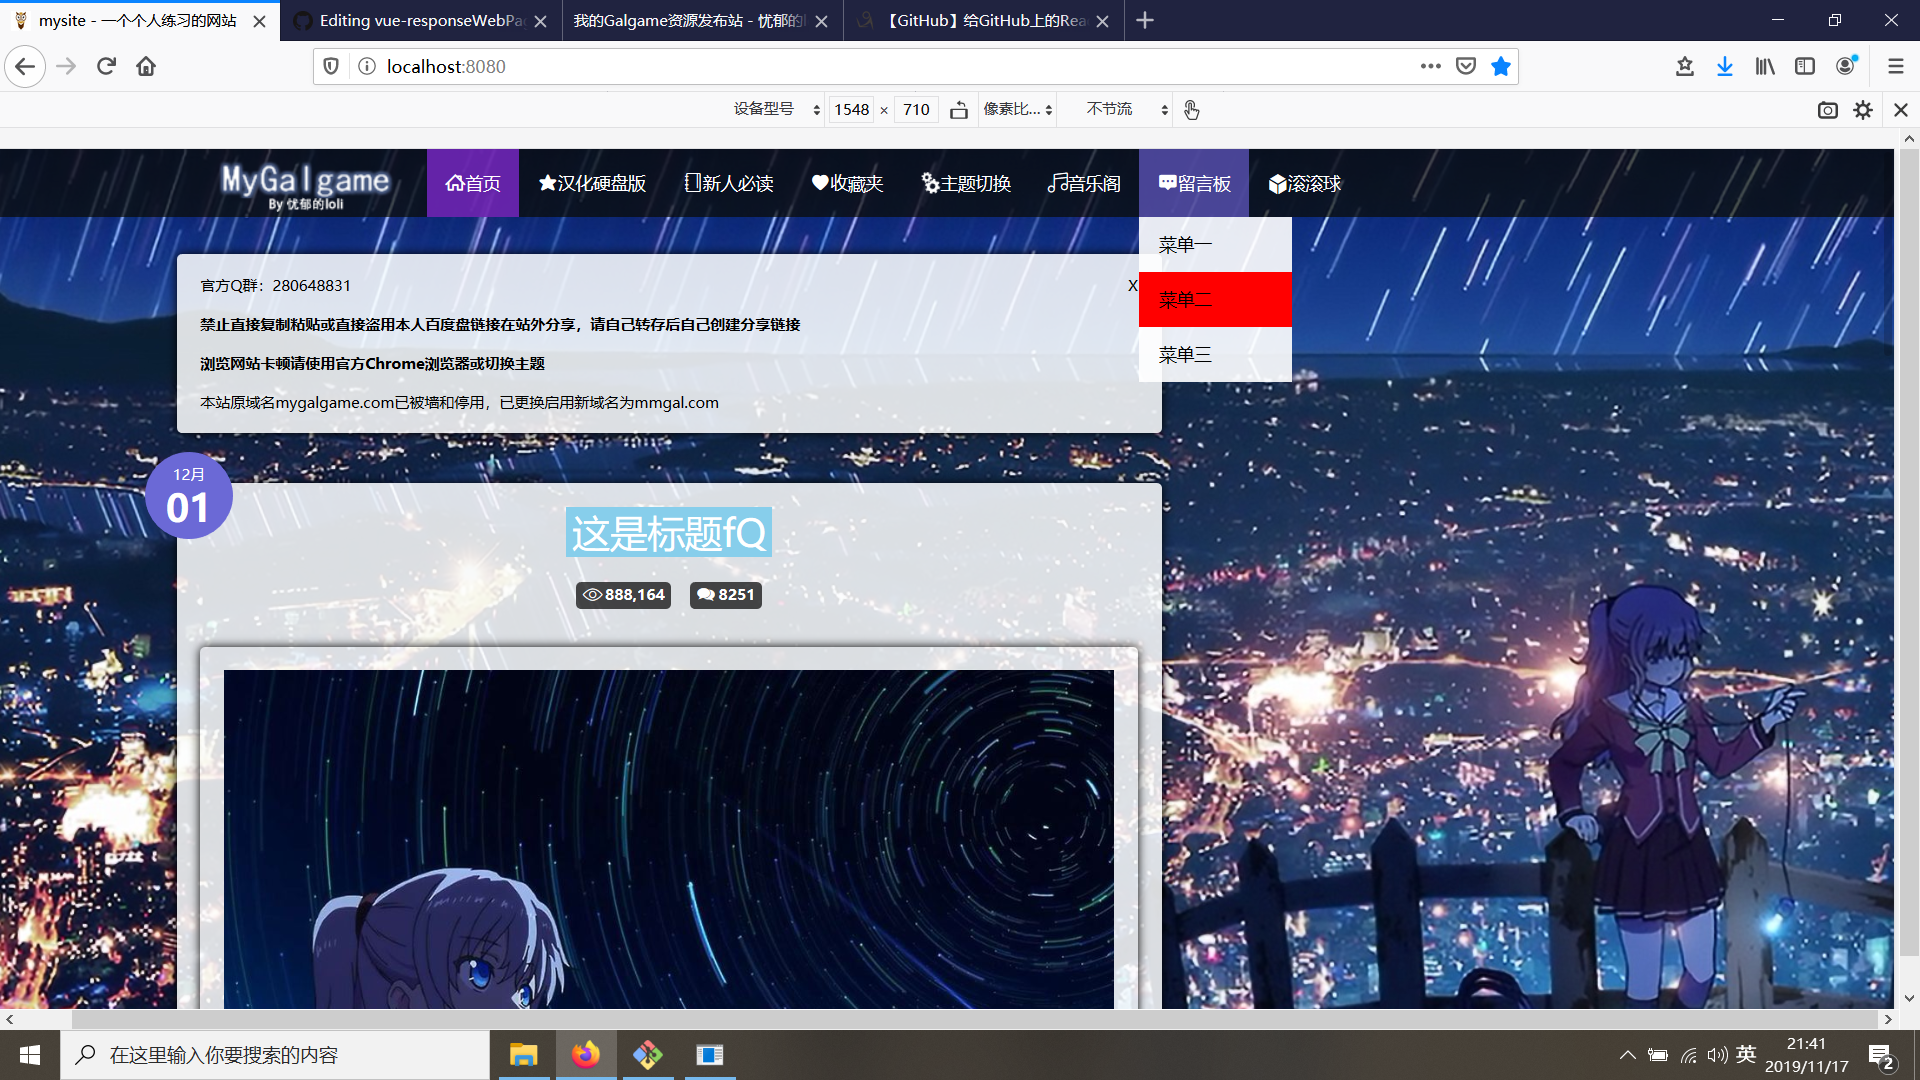 mysite - 一个个人练习的网站
Editing vue-responseWebPa
我的Galgame资源发布站 - 忧郁的l
【GitHub】给GitHub上的Rea
localhost:8080
设备型号
1548 × 710
像素比...
不节流
MyGalgame
By 忧郁的loli
首页
汉化硬盘版
新人必读
收藏夹
主题切换
音乐阁
留言板
滚滚球
菜单一
菜单二
菜单三
官方Q群：280648831
X
禁止直接复制粘贴或直接盗用本人百度盘链接在站外分享，请自己转存后自己创建分享链接
浏览网站卡顿请使用官方Chrome浏览器或切换主题
本站原域名mygalgame.com已被墙和停用，已更换启用新域名为mmgal.com
12月
01
这是标题fQ
888,164
8251
在这里输入你要搜索的内容
英
21:41
2019/11/17
2